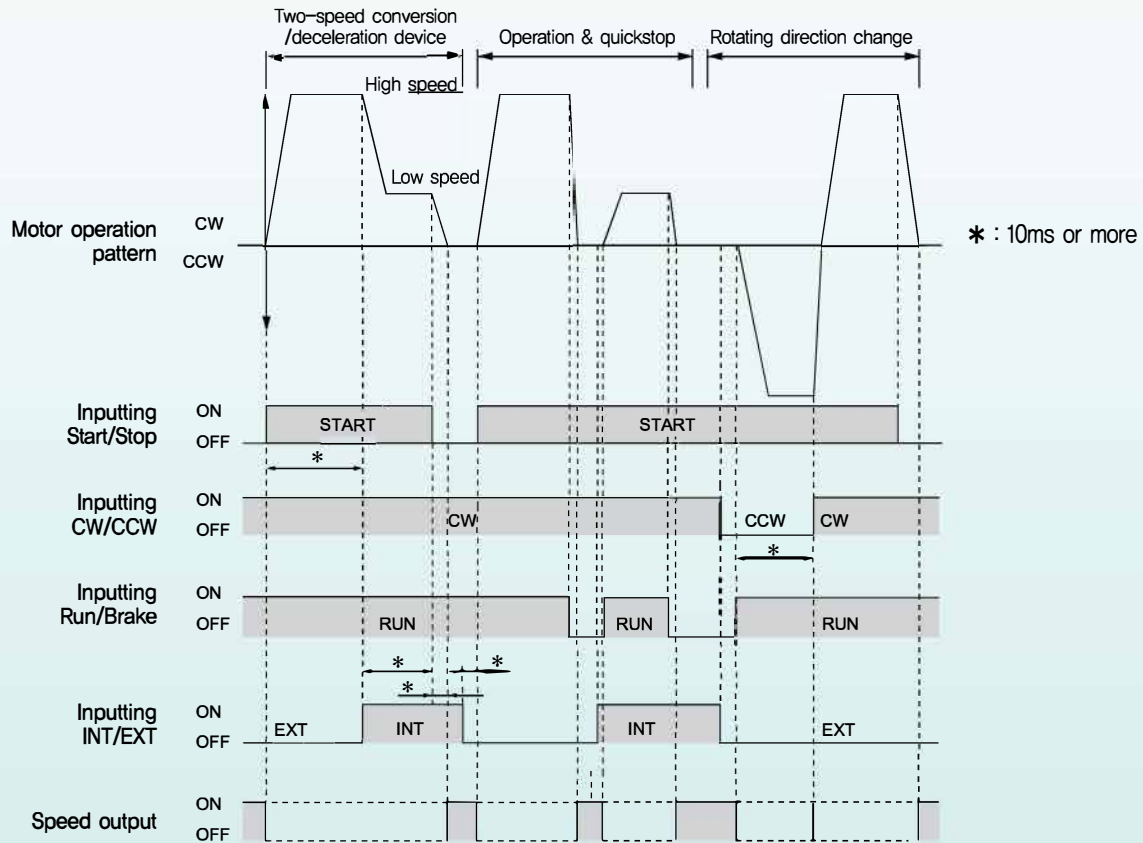 Two-speed conversion
/deceleration device
Operation & quickstop
Rotating direction change
High speed
Low speed
Motor operation
pattern
CW
CCW
* : 10ms or more
Inputting
Start/Stop
ON
OFF
START
START
*
Inputting
CW/CCW
ON
OFF
CW
CCW
CW
*
Inputting
Run/Brake
ON
OFF
RUN
RUN
RUN
*
*
*
Inputting
INT/EXT
ON
OFF
EXT
INT
INT
EXT
Speed output
ON
OFF